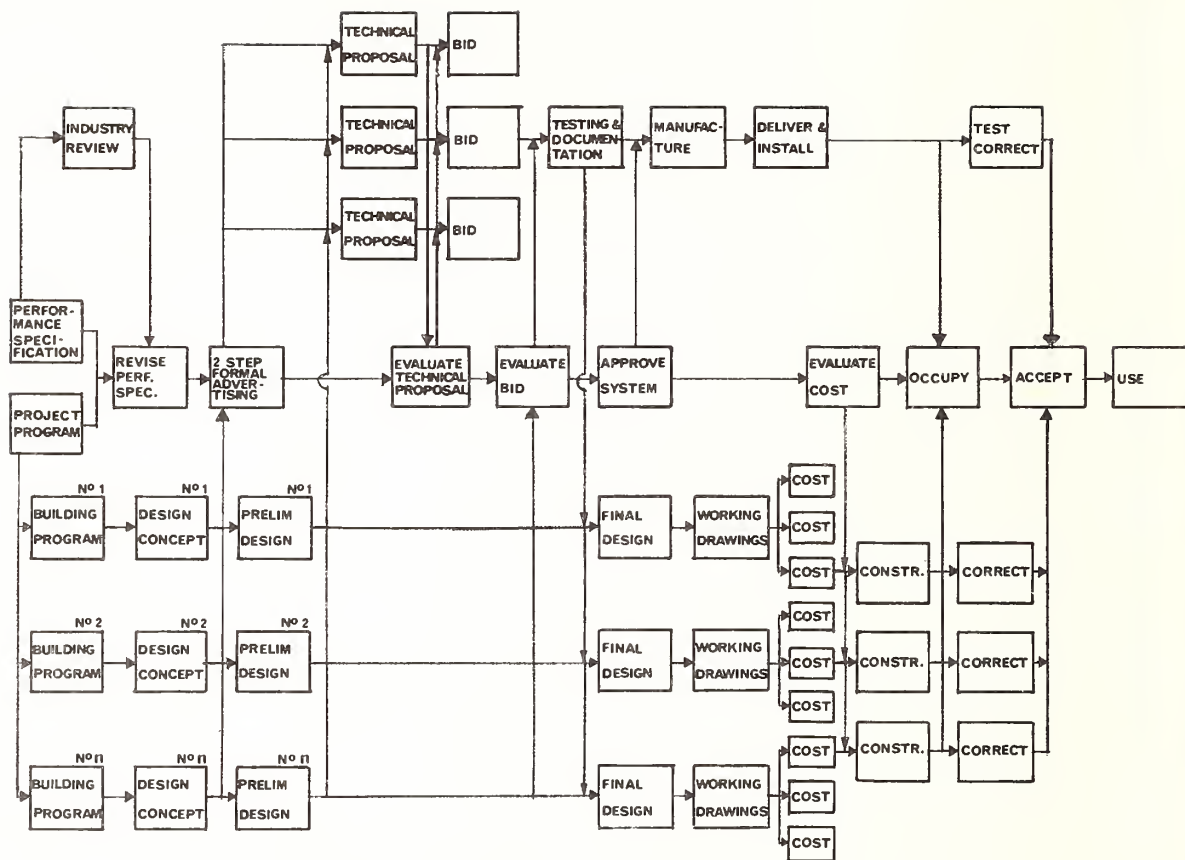 TECHNICAL
PROPOSAL
BID
INDUSTRY
REVIEW
TECHNICAL
PROPOSAL
BID
TESTING &
DOCUMEN-
TATION
MANUFAC-
TURE
DELIVER &
INSTALL
TEST
CORRECT
TECHNICAL
PROPOSAL
BID
PERFOR-
MANCE
SPECI-
FICATION
REVISE
PERF.
SPEC.
2 STEP
FORMAL
ADVER-
TISING
EVALUATE
TECHNICAL
PROPOSAL
EVALUATE
BID
APPROVE
SYSTEM
EVALUATE
COST
OCCUPY
ACCEPT
USE
PROJECT
PROGRAM
Nº 1
BUILDING
PROGRAM
Nº 1
DESIGN
CONCEPT
Nº 1
PRELIM
DESIGN
FINAL
DESIGN
WORKING
DRAWINGS
COST
COST
COST
CONSTR.
CORRECT
Nº 2
BUILDING
PROGRAM
Nº 2
DESIGN
CONCEPT
Nº 2
PRELIM
DESIGN
FINAL
DESIGN
WORKING
DRAWINGS
COST
COST
COST
CONSTR.
CORRECT
Nº n
BUILDING
PROGRAM
Nº n
DESIGN
CONCEPT
Nº n
PRELIM
DESIGN
FINAL
DESIGN
WORKING
DRAWINGS
COST
COST
COST
CONSTR.
CORRECT